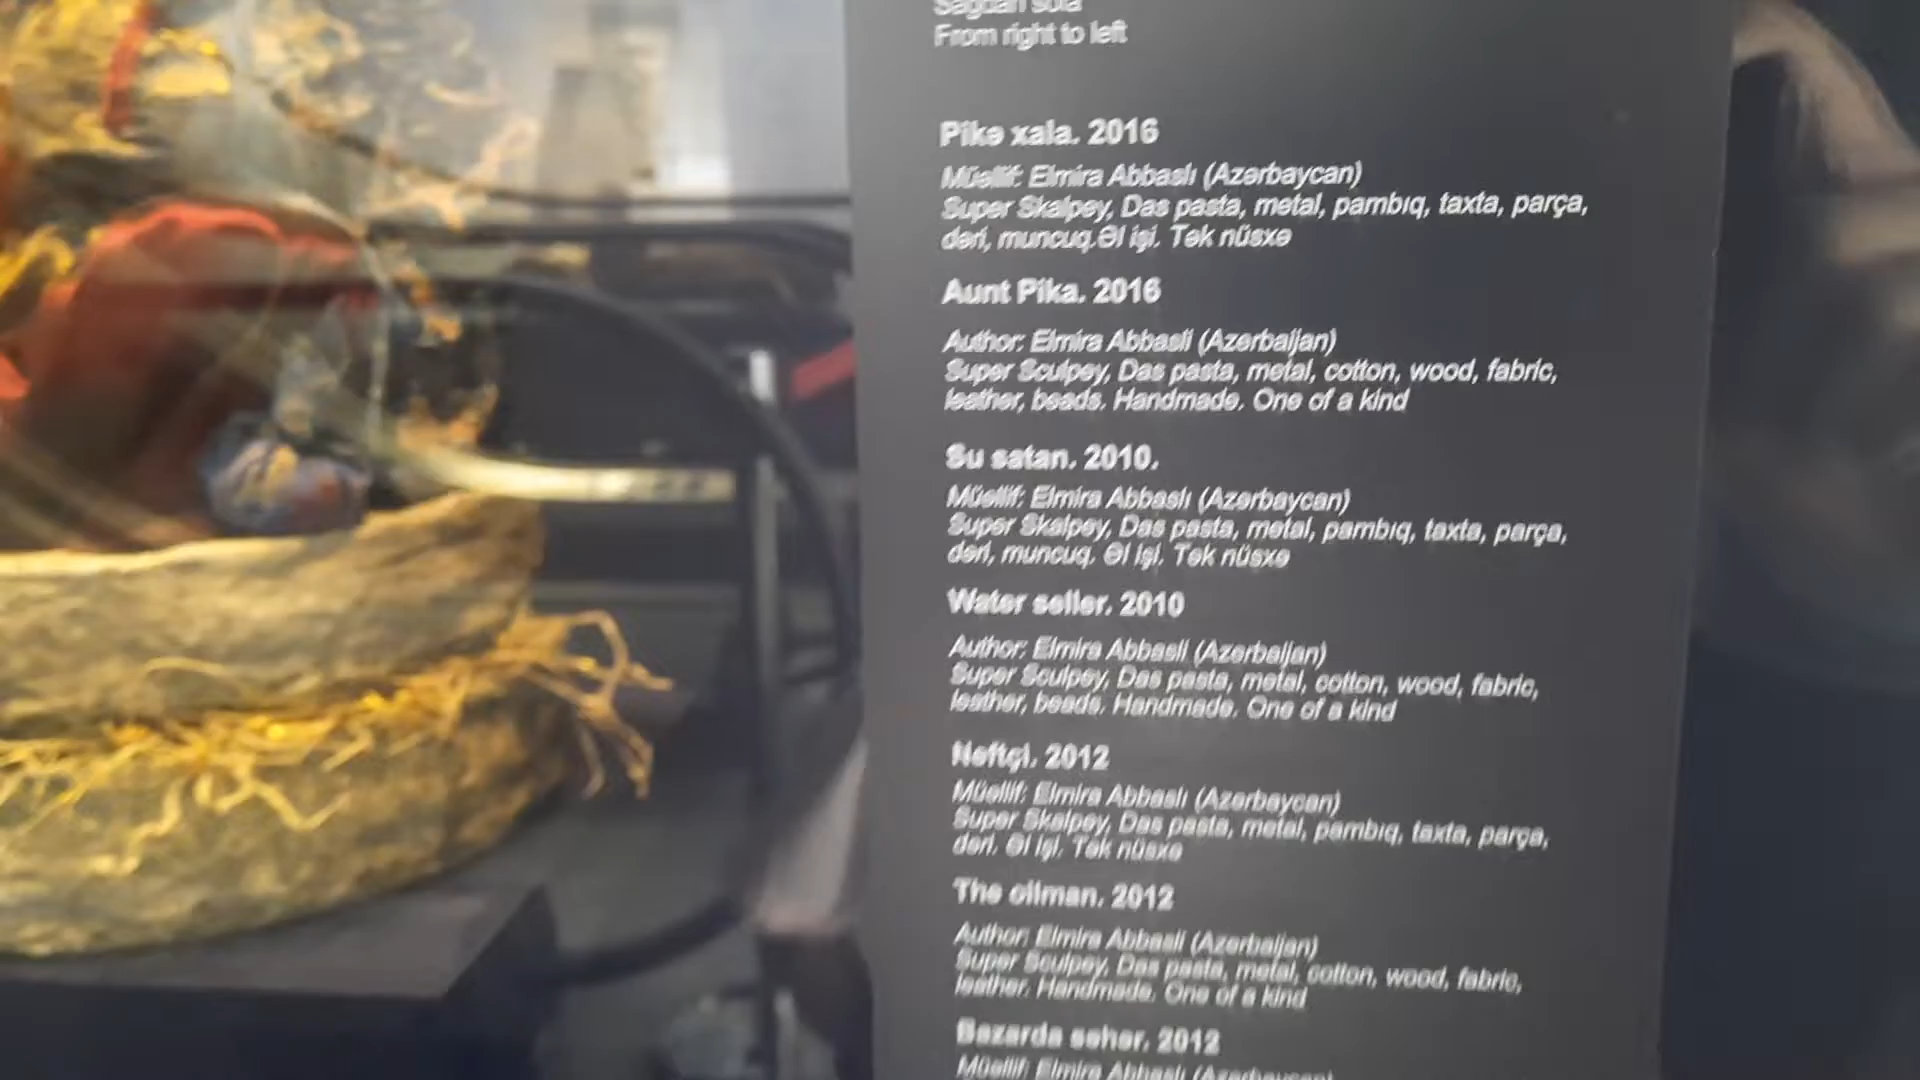 Sağdan sola
From right to left
Pikə xala. 2016
Müəllif: Elmira Abbaslı (Azərbaycan)
Super Skalpey, Das pasta, metal, pambıq, taxta, parça,
dəri, muncuq.Əl işi. Tək nüsxə
Aunt Pika. 2016
Author: Elmira Abbasli (Azerbaijan)
Super Sculpey, Das pasta, metal, cotton, wood, fabric,
leather, beads. Handmade. One of a kind
Su satan. 2010.
Müəllif: Elmira Abbaslı (Azərbaycan)
Super Skalpey, Das pasta, metal, pambıq, taxta, parça,
dəri, muncuq. Əl işi. Tək nüsxə
Water seller. 2010
Author: Elmira Abbasli (Azerbaijan)
Super Sculpey, Das pasta, metal, cotton, wood, fabric,
leather, beads. Handmade. One of a kind
Neftçi. 2012
Müəllif: Elmira Abbaslı (Azərbaycan)
Super Skalpey, Das pasta, metal, pambıq, taxta, parça,
dəri. Əl işi. Tək nüsxə
The oilman. 2012
Author: Elmira Abbasli (Azerbaijan)
Super Sculpey, Das pasta, metal, cotton, wood, fabric,
leather. Handmade. One of a kind
Bazarda səhər. 2012
Müəllif: Elmira Abbaslı (Azərbaycan)